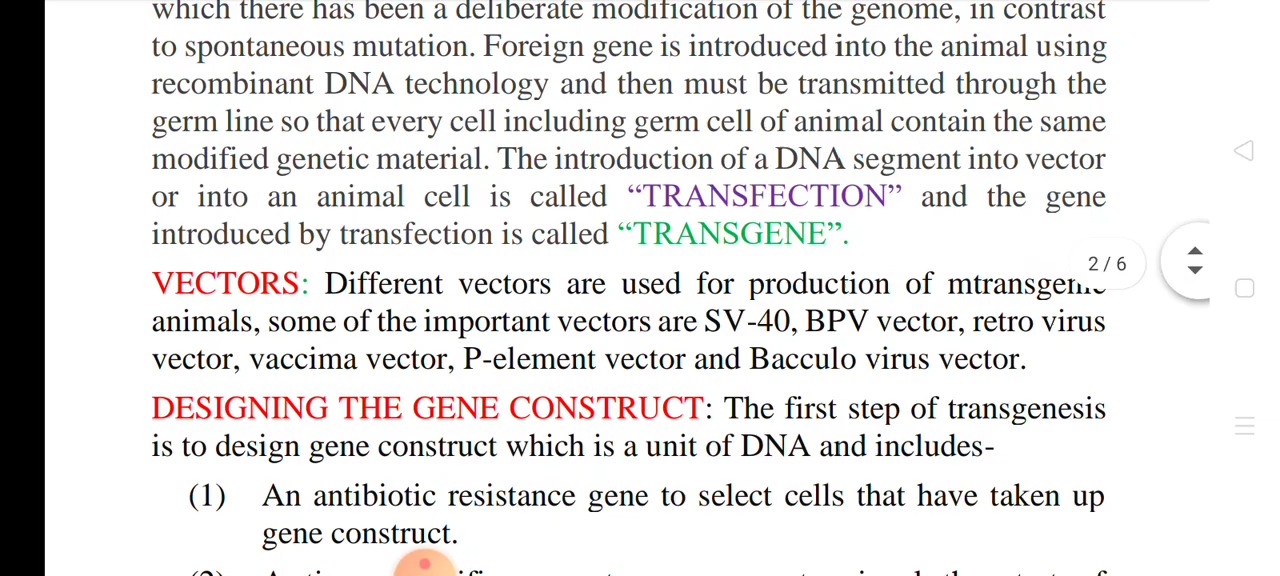 which there has been a deliberate modification of the genome, in contrast
to spontaneous mutation. Foreign gene is introduced into the animal using
recombinant DNA technology and then must be transmitted through the
germ line so that every cell including germ cell of animal contain the same
modified genetic material. The introduction of a DNA segment into vector
or into an animal cell is called “TRANSFECTION” and the gene
introduced by transfection is called “TRANSGENE”.
2 / 6
VECTORS: Different vectors are used for production of mtransgenic
animals, some of the important vectors are SV-40, BPV vector, retro virus
vector, vaccima vector, P-element vector and Bacculo virus vector.
DESIGNING THE GENE CONSTRUCT: The first step of transgenesis
is to design gene construct which is a unit of DNA and includes-
(1) An antibiotic resistance gene to select cells that have taken up
gene construct.